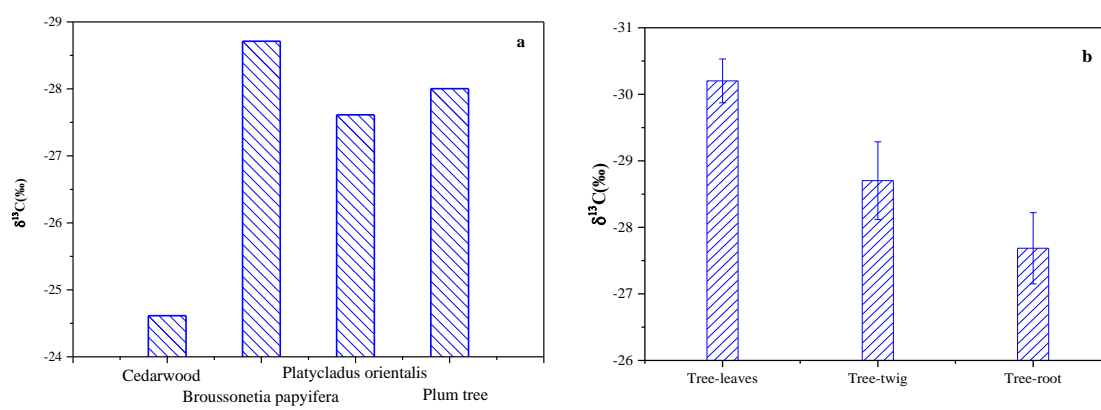 a
-29
-28
-27
-26
-25
-24
δ¹³C(‰)
Cedarwood
Broussonetia papyifera
Platycladus orientalis
Plum tree
b
-31
-30
-29
-28
-27
-26
δ¹³C(‰)
Tree-leaves
Tree-twig
Tree-root